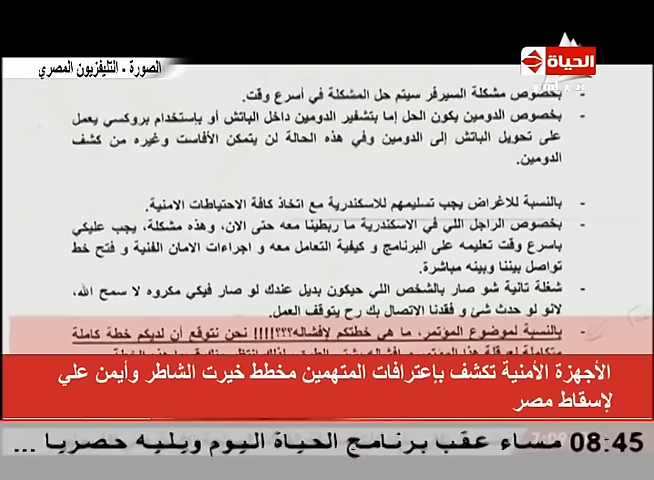 الحياة
الصورة - التليفزيون المصري
- بخصوص مشكلة السيرفر سيتم حل المشكلة في أسرع وقت.
- بخصوص الدومين يكون الحل إما بتشفير الدومين داخل الباتش أو بإستخدام بروكسي يعمل
على تحويل الباتش إلى الدومين وفي هذه الحالة لن يتمكن الأفاست وغيره من كشف
الدومين.
- بالنسبة للاغراض يجب تسليمهم للاسكندرية مع اتخاذ كافة الاحتياطات الامنية.
- بخصوص الراجل اللي في الاسكندرية ما ربطينا معه حتى الان، وهذه مشكلة، يجب عليكي
باسرع وقت تعليمه على البرنامج و كيفية التعامل معه و اجراءات الامان الفنية و فتح خط
تواصل بيننا وبينه مباشرة.
- شغلة تانية شو صار بالشخص اللي حيكون بديل عندك لو صار فيكي مكروه لا سمح الله،
لانو لو حدث شئ و فقدنا الاتصال بك رح يتوقف العمل.
- بالنسبة لموضوع المؤتمر، ما هي خطتكم لإفشاله؟؟؟!!!! نحن نتوقع أن لديكم خطة كاملة
الأجهزة الأمنية تكشف بإعترافات المتهمين مخطط خيرت الشاطر وأيمن علي
لإسقاط مصر
08:45 مساء عقب برنامج الحياة اليوم ويليه حصريا ...